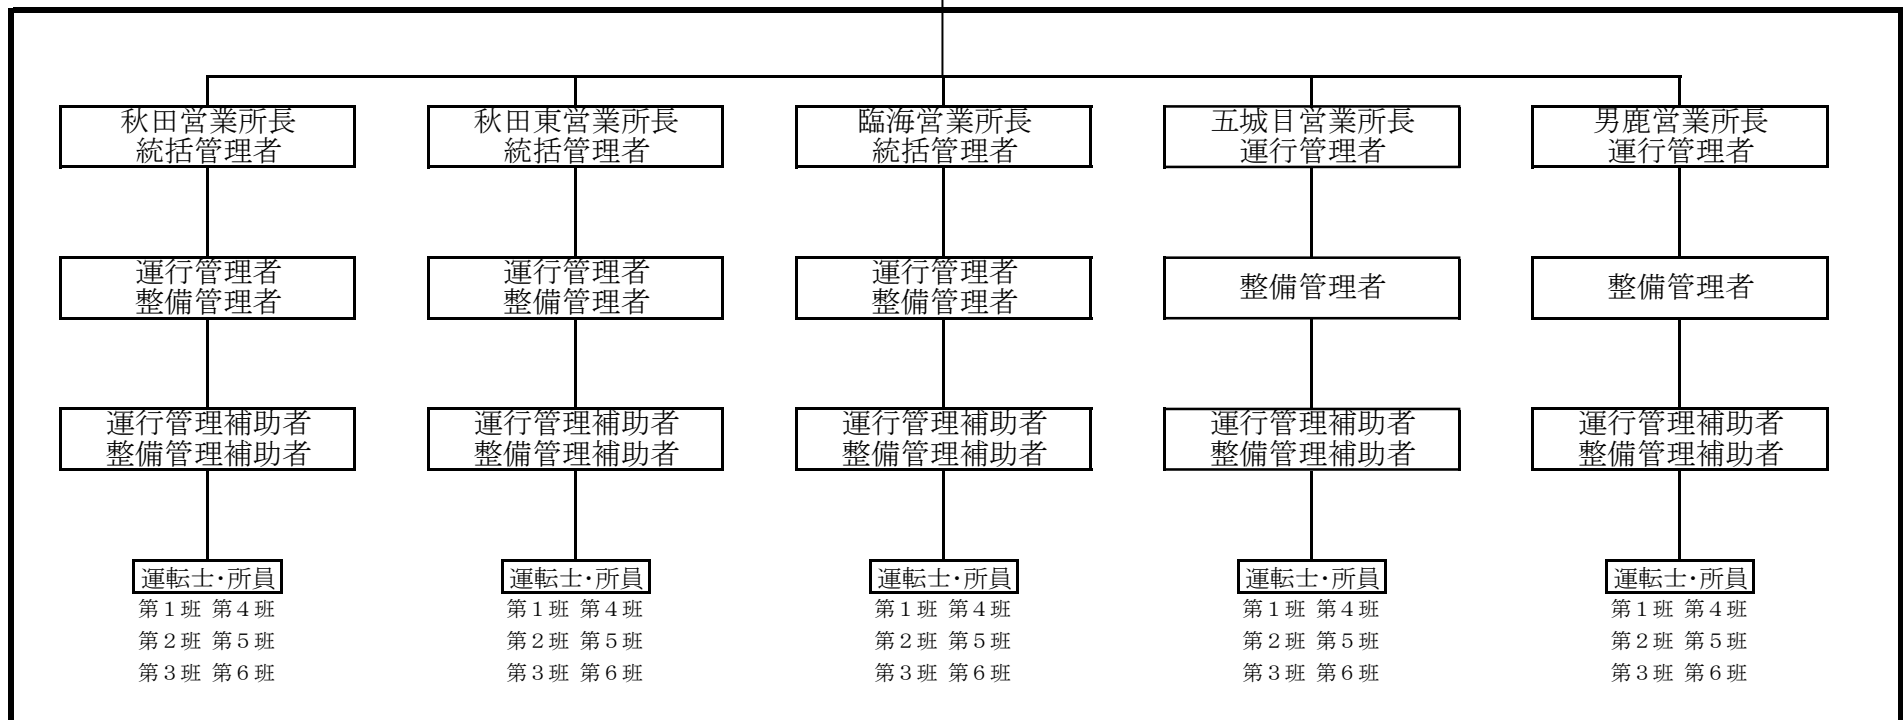 秋田営業所長
統括管理者
秋田東営業所長
統括管理者
臨海営業所長
統括管理者
五城目営業所長
運行管理者
男鹿営業所長
運行管理者
運行管理者
整備管理者
運行管理者
整備管理者
運行管理者
整備管理者
整備管理者
整備管理者
運行管理補助者
整備管理補助者
運行管理補助者
整備管理補助者
運行管理補助者
整備管理補助者
運行管理補助者
整備管理補助者
運行管理補助者
整備管理補助者
運転士・所員
第１班 第４班
第２班 第５班
第３班 第６班
運転士・所員
第１班 第４班
第２班 第５班
第３班 第６班
運転士・所員
第１班 第４班
第２班 第５班
第３班 第６班
運転士・所員
第１班 第４班
第２班 第５班
第３班 第６班
運転士・所員
第１班 第４班
第２班 第５班
第３班 第６班